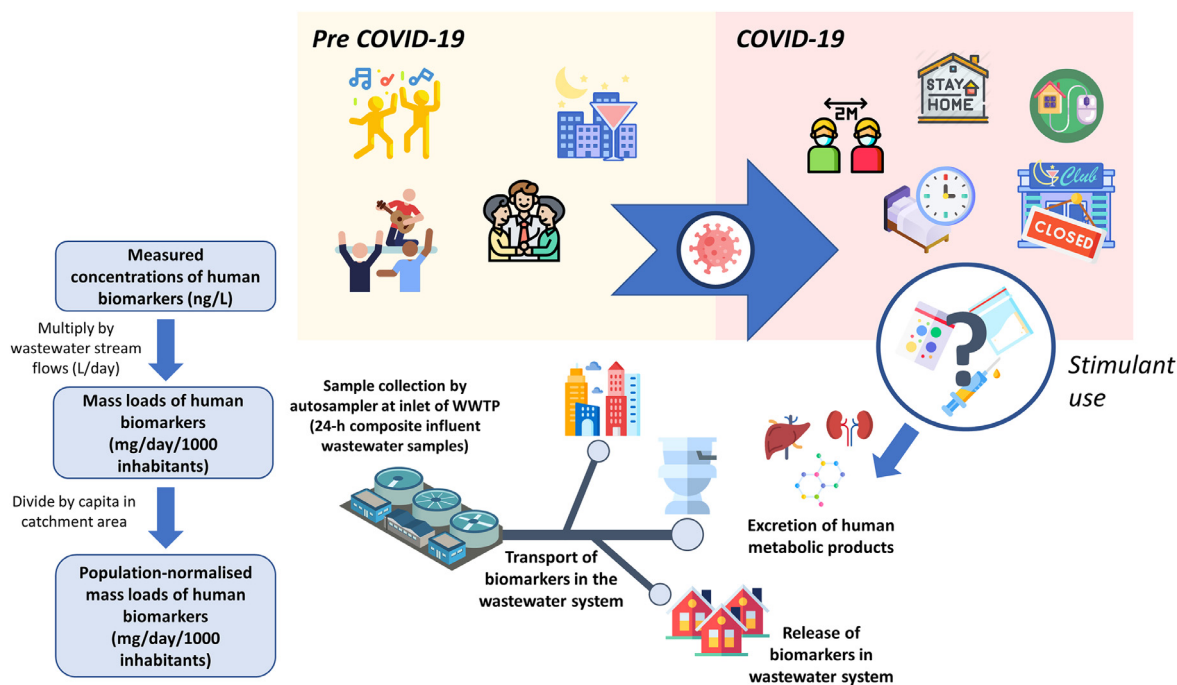 Pre COVID-19
COVID-19
2M
STAY
HOME
Club
CLOSED
?
Stimulant
use
Measured
concentrations of human
biomarkers (ng/L)
Multiply by
wastewater stream
flows (L/day)
Mass loads of human
biomarkers
(mg/day/1000
inhabitants)
Divide by capita in
catchment area
Population-normalised
mass loads of human
biomarkers
(mg/day/1000
inhabitants)
Sample collection by
autosampler at inlet of WWTP
(24-h composite influent
wastewater samples)
Transport of
biomarkers in the
wastewater system
Excretion of human
metabolic products
Release of
biomarkers in
wastewater system